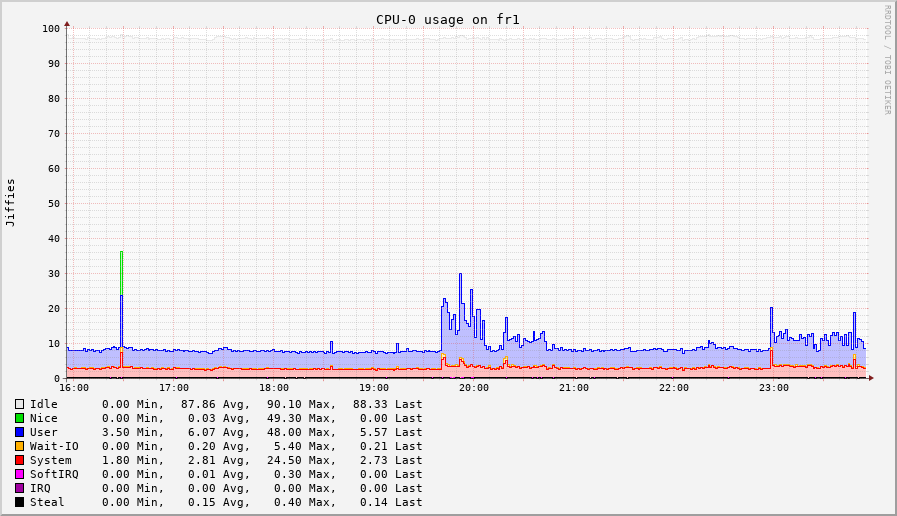 CPU-0 usage on fr1
RRDTOOL / TOBI OETIKER
Jiffies
100
90
80
70
60
50
40
30
20
10
0
16:00 17:00 18:00 19:00 20:00 21:00 22:00 23:00
Idle 0.00 Min, 87.86 Avg, 90.10 Max, 88.33 Last
Nice 0.00 Min, 0.03 Avg, 49.30 Max, 0.00 Last
User 3.50 Min, 6.07 Avg, 48.00 Max, 5.57 Last
Wait-IO 0.00 Min, 0.20 Avg, 5.40 Max, 0.21 Last
System 1.80 Min, 2.81 Avg, 24.50 Max, 2.73 Last
SoftIRQ 0.00 Min, 0.01 Avg, 0.30 Max, 0.00 Last
IRQ 0.00 Min, 0.00 Avg, 0.00 Max, 0.00 Last
Steal 0.00 Min, 0.15 Avg, 0.40 Max, 0.14 Last